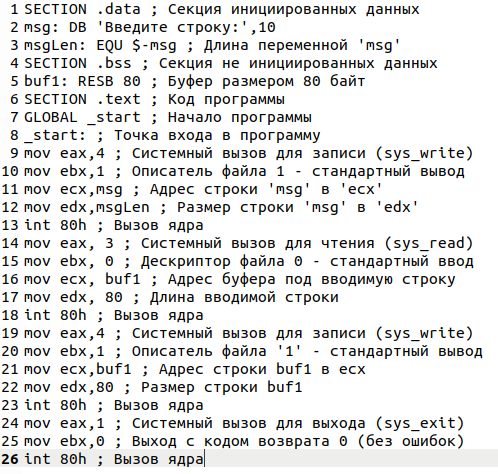 1 SECTION .data ; Секция инициированных данных
2 msg: DB 'Введите строку:',10
3 msgLen: EQU $-msg ; Длина переменной 'msg'
4 SECTION .bss ; Секция не инициированных данных
5 buf1: RESB 80 ; Буфер размером 80 байт
6 SECTION .text ; Код программы
7 GLOBAL _start ; Начало программы
8 _start: ; Точка входа в программу
9 mov eax,4 ; Системный вызов для записи (sys_write)
10 mov ebx,1 ; Описатель файла 1 - стандартный вывод
11 mov ecx,msg ; Адрес строки 'msg' в 'ecx'
12 mov edx,msgLen ; Размер строки 'msg' в 'edx'
13 int 80h ; Вызов ядра
14 mov eax, 3 ; Системный вызов для чтения (sys_read)
15 mov ebx, 0 ; Дескриптор файла 0 - стандартный ввод
16 mov ecx, buf1 ; Адрес буфера под вводимую строку
17 mov edx, 80 ; Длина вводимой строки
18 int 80h ; Вызов ядра
19 mov eax,4 ; Системный вызов для записи (sys_write)
20 mov ebx,1 ; Описатель файла '1' - стандартный вывод
21 mov ecx,buf1 ; Адрес строки buf1 в ecx
22 mov edx,80 ; Размер строки buf1
23 int 80h ; Вызов ядра
24 mov eax,1 ; Системный вызов для выхода (sys_exit)
25 mov ebx,0 ; Выход с кодом возврата 0 (без ошибок)
26 int 80h ; Вызов ядра